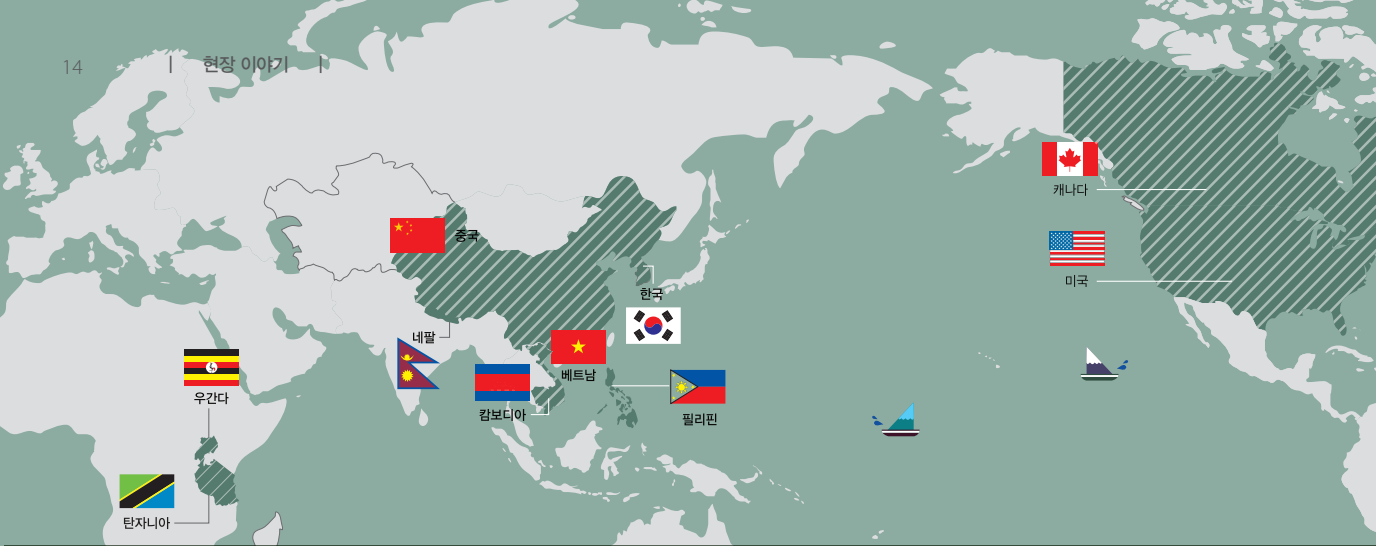 14 | 현장 이야기 |
캐나다
중국
미국
한국
네팔
베트남
우간다
캄보디아
필리핀
탄자니아